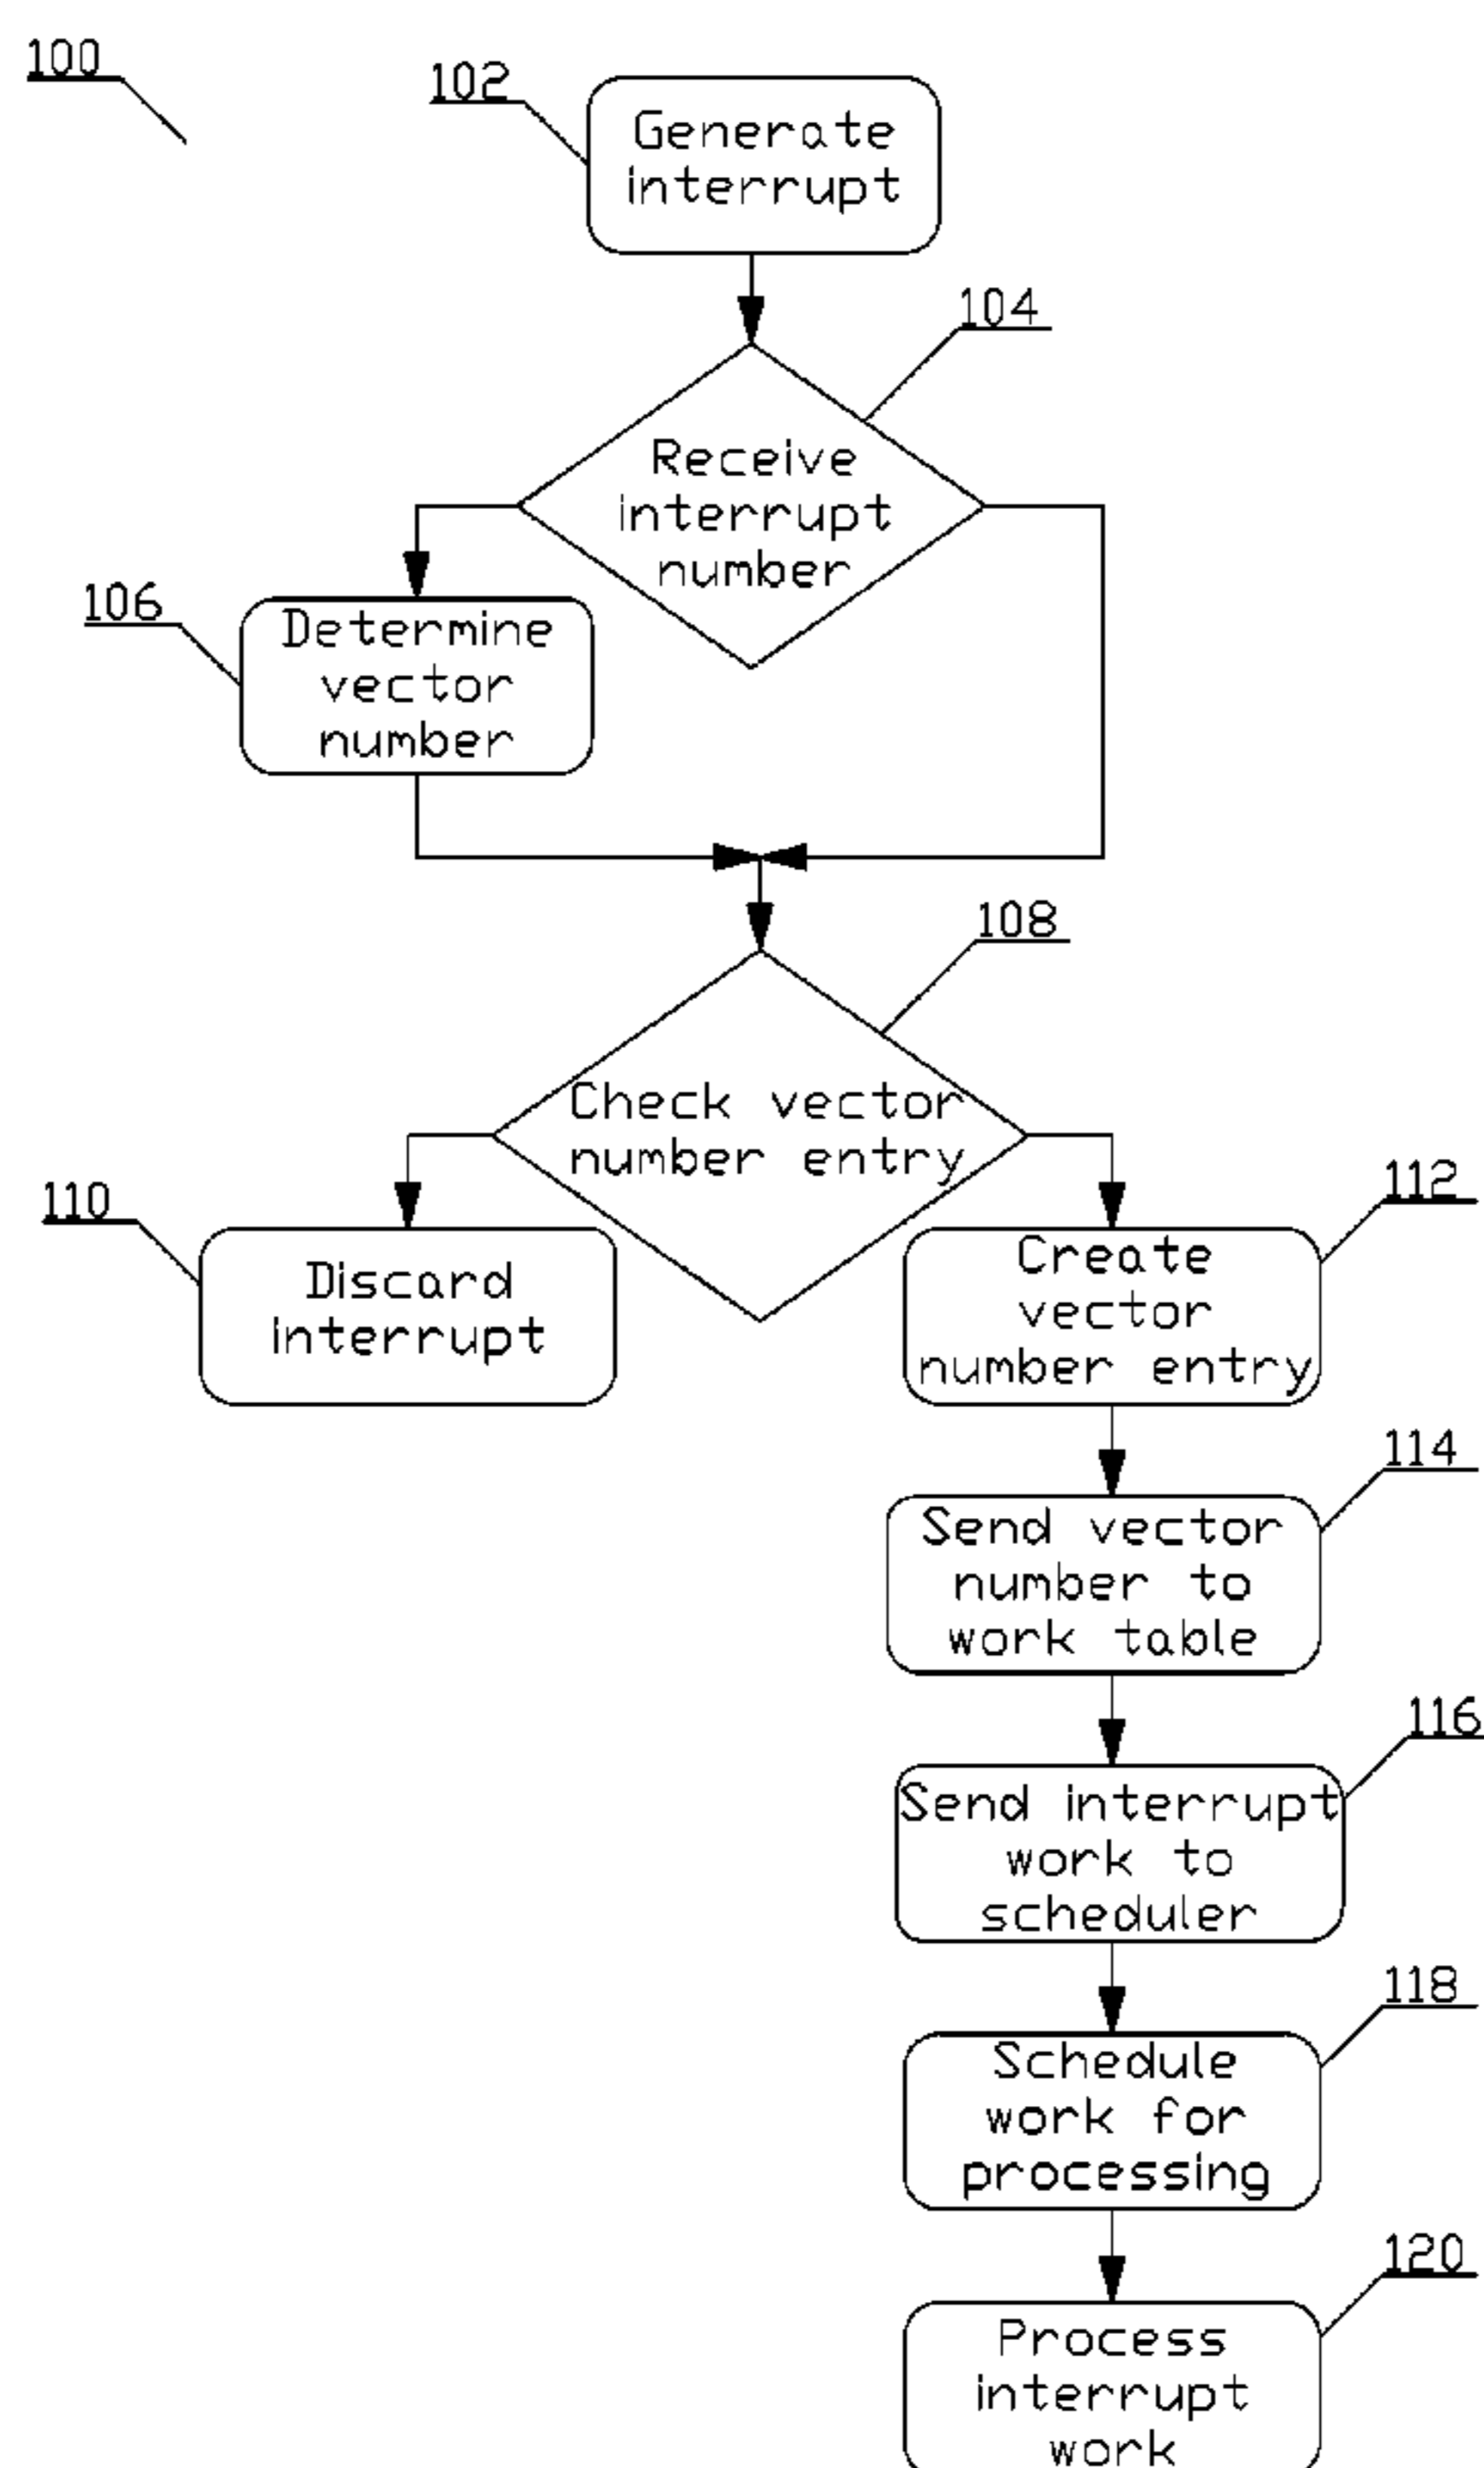 100
102
Generate
interrupt
104
Receive
interrupt
number
106
Determine
vector
number
108
Check vector
number entry
110
Discard
interrupt
112
Create
vector
number entry
114
Send vector
number to
work table
116
Send interrupt
work to
scheduler
118
Schedule
work for
processing
120
Process
interrupt
work